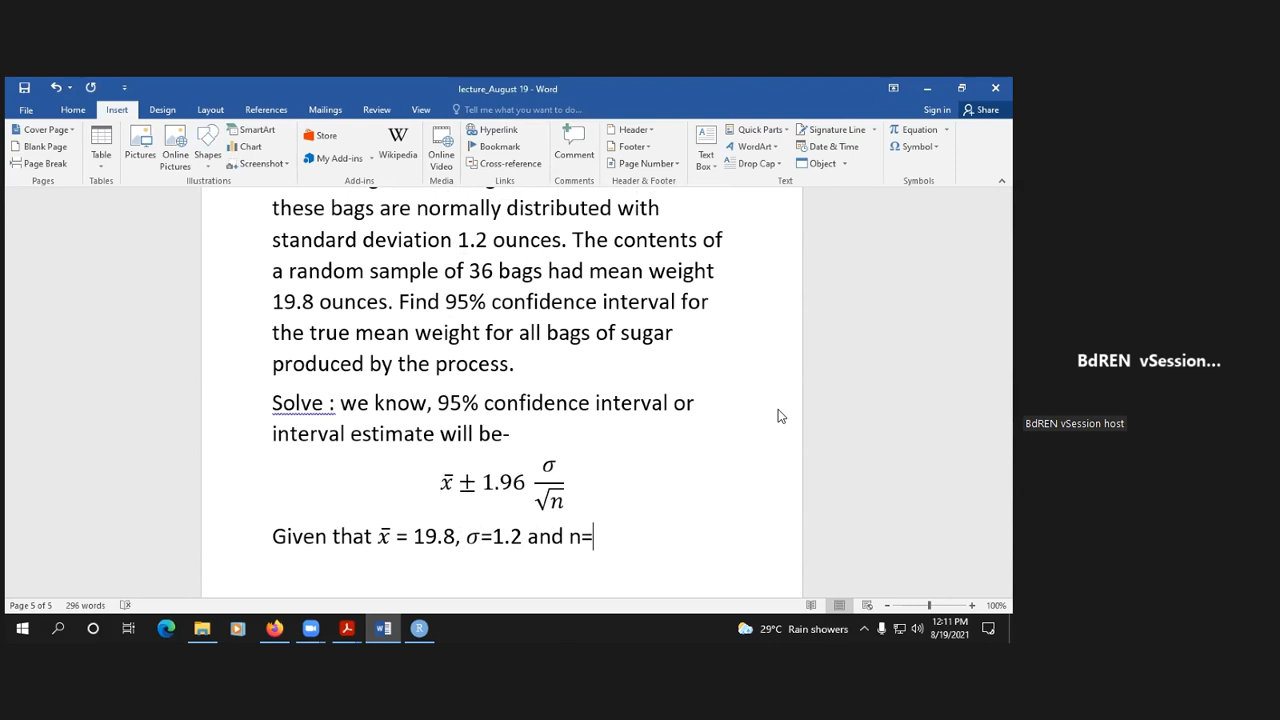 lecture_August 19 - Word
File Home Insert Design Layout References Mailings Review View Tell me what you want to do... Sign in Share
Cover Page
Blank Page
Page Break
Pages
Table
Tables
Pictures
Online Pictures
Shapes
SmartArt
Chart
Screenshot
Illustrations
Store
My Add-ins
W
Wikipedia
Add-ins
Online Video
Media
Hyperlink
Bookmark
Cross-reference
Links
Comment
Comments
Header
Footer
Page Number
Header & Footer
Text Box
Quick Parts
WordArt
Drop Cap
Signature Line
Date & Time
Object
Text
Equation
Symbol
Symbols
these bags are normally distributed with
standard deviation 1.2 ounces. The contents of
a random sample of 36 bags had mean weight
19.8 ounces. Find 95% confidence interval for
the true mean weight for all bags of sugar
produced by the process.
Solve : we know, 95% confidence interval or
interval estimate will be-
x̄ ± 1.96 σ/√n
Given that x̄ = 19.8, σ=1.2 and n=
BdREN vSession...
BdREN vSession host
Page 5 of 5 296 words 100%
29°C Rain showers 12:11 PM
8/19/2021